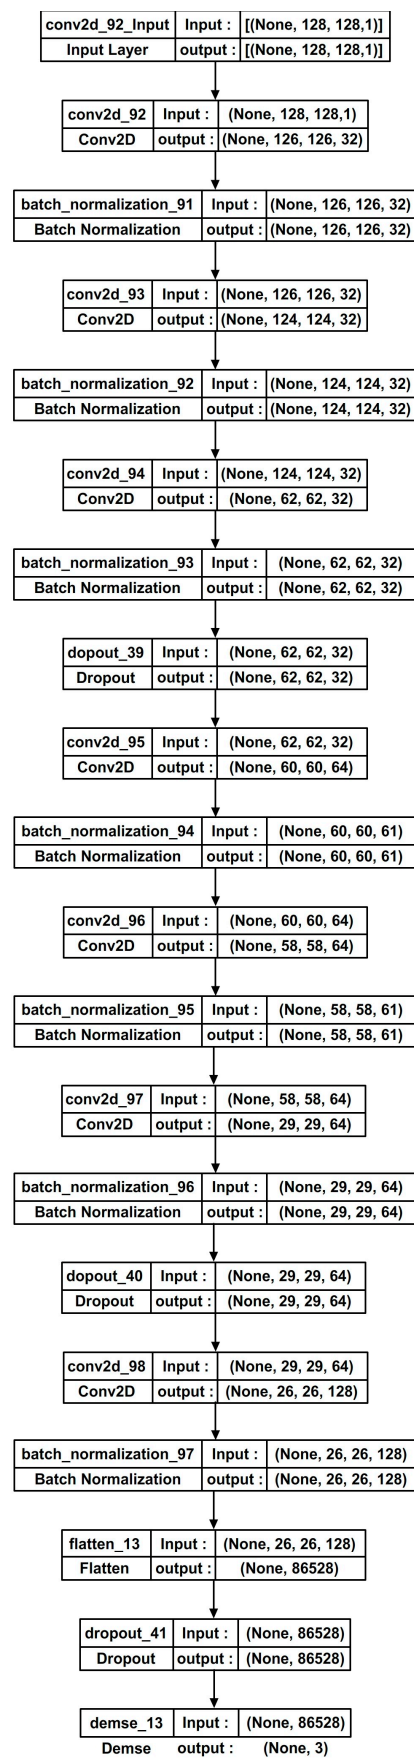 conv2d_92_Input Input : [(None, 128, 128,1)]
Input Layer output : [(None, 128, 128,1)]
conv2d_92 Input : (None, 128, 128,1)
Conv2D output : (None, 126, 126, 32)
batch_normalization_91 Input : (None, 126, 126, 32)
Batch Normalization output : (None, 126, 126, 32)
conv2d_93 Input : (None, 126, 126, 32)
Conv2D output : (None, 124, 124, 32)
batch_normalization_92 Input : (None, 124, 124, 32)
Batch Normalization output : (None, 124, 124, 32)
conv2d_94 Input : (None, 124, 124, 32)
Conv2D output : (None, 62, 62, 32)
batch_normalization_93 Input : (None, 62, 62, 32)
Batch Normalization output : (None, 62, 62, 32)
dopout_39 Input : (None, 62, 62, 32)
Dropout output : (None, 62, 62, 32)
conv2d_95 Input : (None, 62, 62, 32)
Conv2D output : (None, 60, 60, 64)
batch_normalization_94 Input : (None, 60, 60, 61)
Batch Normalization output : (None, 60, 60, 61)
conv2d_96 Input : (None, 60, 60, 64)
Conv2D output : (None, 58, 58, 64)
batch_normalization_95 Input : (None, 58, 58, 61)
Batch Normalization output : (None, 58, 58, 61)
conv2d_97 Input : (None, 58, 58, 64)
Conv2D output : (None, 29, 29, 64)
batch_normalization_96 Input : (None, 29, 29, 64)
Batch Normalization output : (None, 29, 29, 64)
dopout_40 Input : (None, 29, 29, 64)
Dropout output : (None, 29, 29, 64)
conv2d_98 Input : (None, 29, 29, 64)
Conv2D output : (None, 26, 26, 128)
batch_normalization_97 Input : (None, 26, 26, 128)
Batch Normalization output : (None, 26, 26, 128)
flatten_13 Input : (None, 26, 26, 128)
Flatten output : (None, 86528)
dropout_41 Input : (None, 86528)
Dropout output : (None, 86528)
demse_13 Input : (None, 86528)
Demse output : (None, 3)